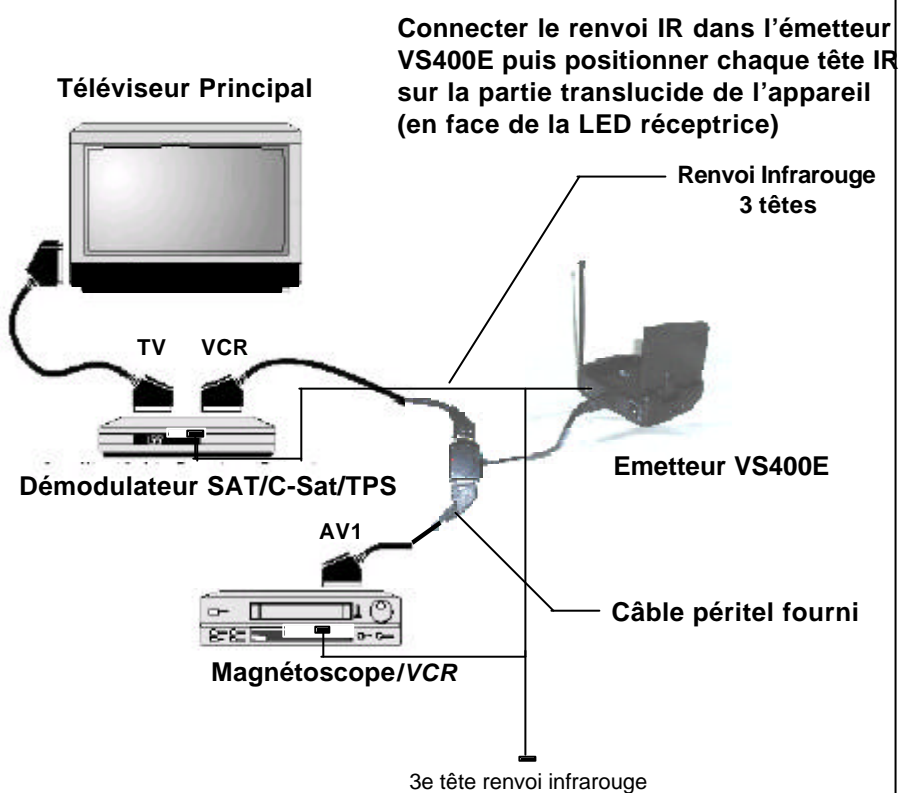 Connecter le renvoi IR dans l'émetteur
VS400E puis positionner chaque tête IR
sur la partie translucide de l'appareil
(en face de la LED réceptrice)
Téléviseur Principal
Renvoi Infrarouge
3 têtes
TV VCR
Emetteur VS400E
Démodulateur SAT/C-Sat/TPS
AV1
Câble péritel fourni
Magnétoscope/VCR
3e tête renvoi infrarouge